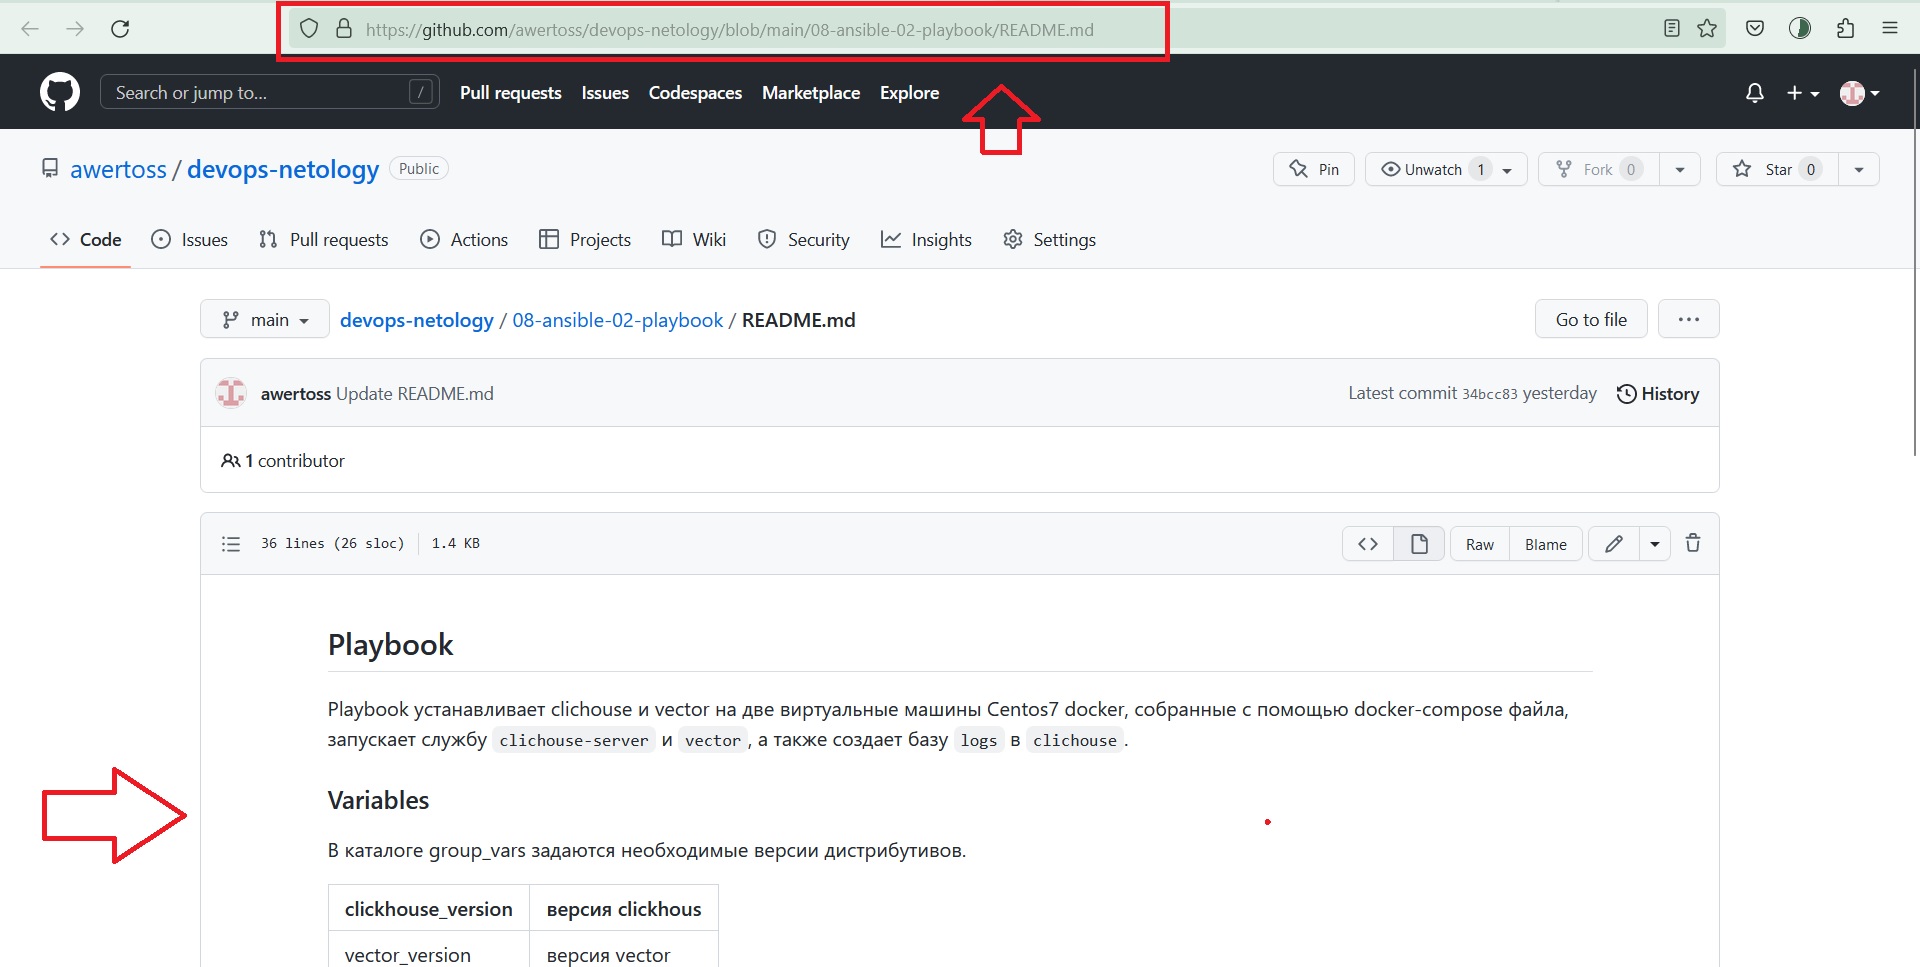 https://github.com/awertoss/devops-netology/blob/main/08-ansible-02-playbook/README.md
Search or jump to... /
Pull requests Issues Codespaces Marketplace Explore
awertoss / devops-netology Public
Pin Unwatch 1 Fork 0 Star 0
Code Issues Pull requests Actions Projects Wiki Security Insights Settings
main devops-netology / 08-ansible-02-playbook / README.md Go to file
awertoss Update README.md Latest commit 34bcc83 yesterday History
1 contributor
36 lines (26 sloc) 1.4 KB Raw Blame
Playbook
Playbook устанавливает clichouse и vector на две виртуальные машины Centos7 docker, собранные с помощью docker-compose файла,
запускает службу clichouse-server и vector, а также создает базу logs в clichouse.
Variables
В каталоге group_vars задаются необходимые версии дистрибутивов.
clickhouse_version версия clickhous
vector_version версия vector